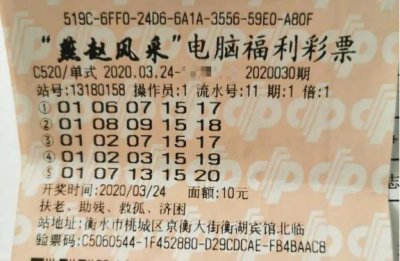 519C-6FF0-24D6-6A1A-3556-59E0-A80F
“燕赵风采”电脑福利彩票
C520/单式 2020.03.24- 2020030期
站号:13180158 操作员:1 流水号:11 期:1 倍:1
① 01 06 07 15 17
② 01 08 09 15 18
③ 01 02 07 15 17
④ 01 02 03 15 19
⑤ 01 07 13 15 20
开奖时间:2020/03/24 面额:10元
扶老、助残、救孤、济困
站地址:衡水市桃城区京衡大街衡湖宾馆北临
验票码:C5060544-1F452880-D29CDCAE-FB4BAAC8